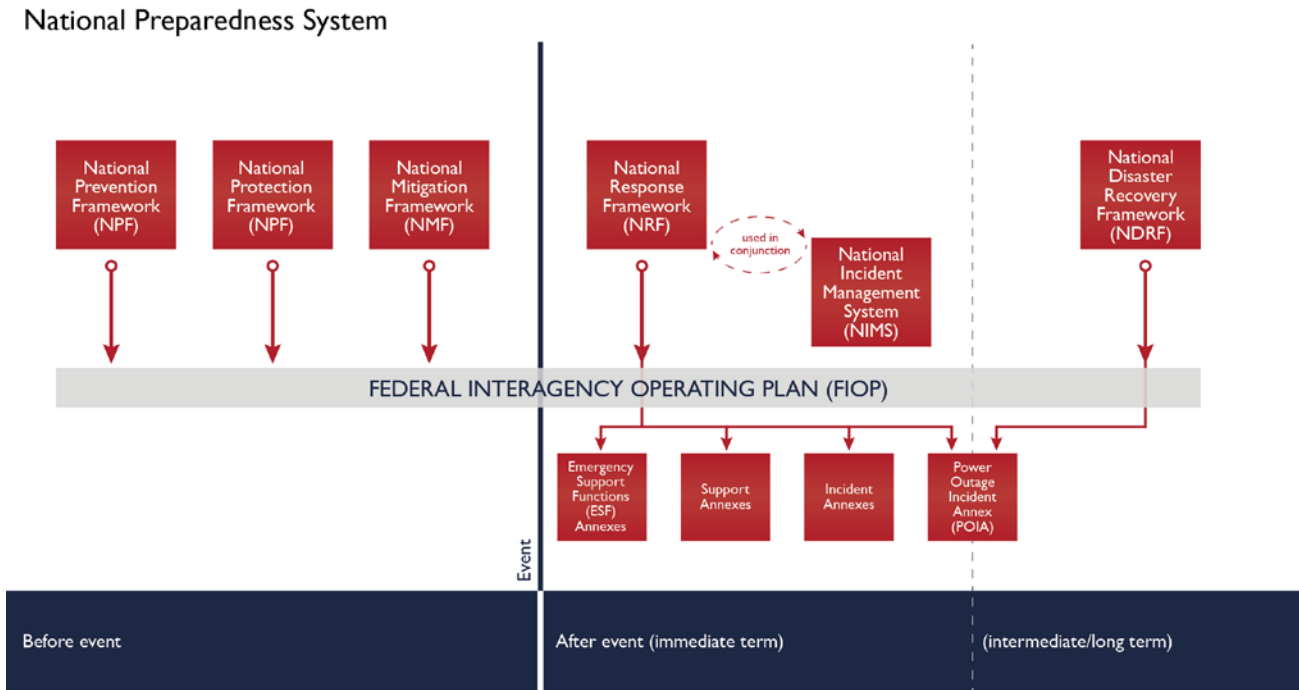 National Preparedness System
National
Prevention
Framework
(NPF)
National
Protection
Framework
(NPF)
National
Mitigation
Framework
(NMF)
National
Response
Framework
(NRF)
used in
conjunction
National
Incident
Management
System
(NIMS)
National
Disaster
Recovery
Framework
(NDRF)
FEDERAL INTERAGENCY OPERATING PLAN (FIOP)
Emergency
Support
Functions
(ESF)
Annexes
Support
Annexes
Incident
Annexes
Power
Outage
Incident
Annex
(POIA)
Event
Before event
After event (immediate term)
(intermediate/long term)